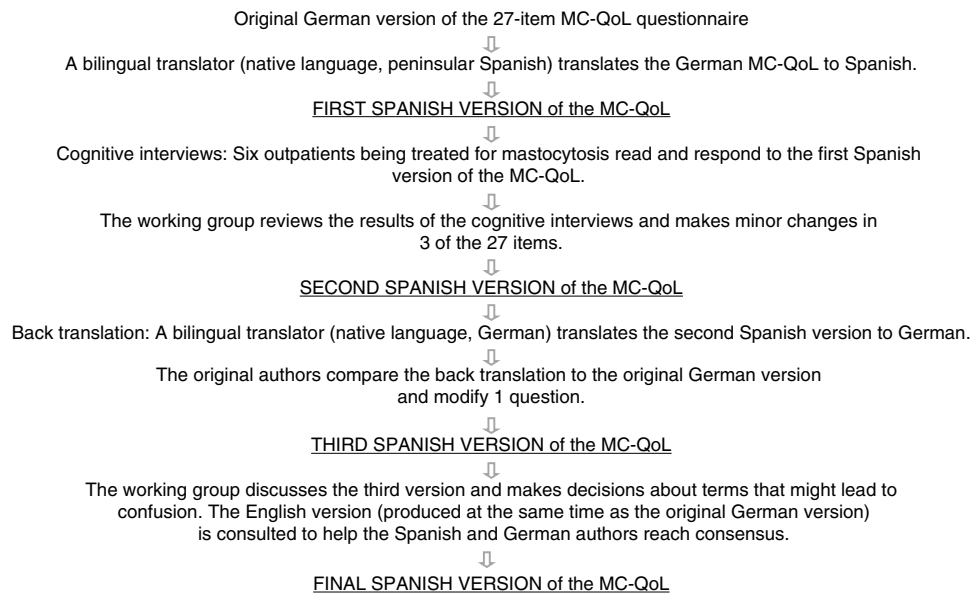 Original German version of the 27-item MC-QoL questionnaire
A bilingual translator (native language, peninsular Spanish) translates the German MC-QoL to Spanish.
FIRST SPANISH VERSION of the MC-QoL
Cognitive interviews: Six outpatients being treated for mastocytosis read and respond to the first Spanish
version of the MC-QoL.
The working group reviews the results of the cognitive interviews and makes minor changes in
3 of the 27 items.
SECOND SPANISH VERSION of the MC-QoL
Back translation: A bilingual translator (native language, German) translates the second Spanish version to German.
The original authors compare the back translation to the original German version
and modify 1 question.
THIRD SPANISH VERSION of the MC-QoL
The working group discusses the third version and makes decisions about terms that might lead to
confusion. The English version (produced at the same time as the original German version)
is consulted to help the Spanish and German authors reach consensus.
FINAL SPANISH VERSION of the MC-QoL